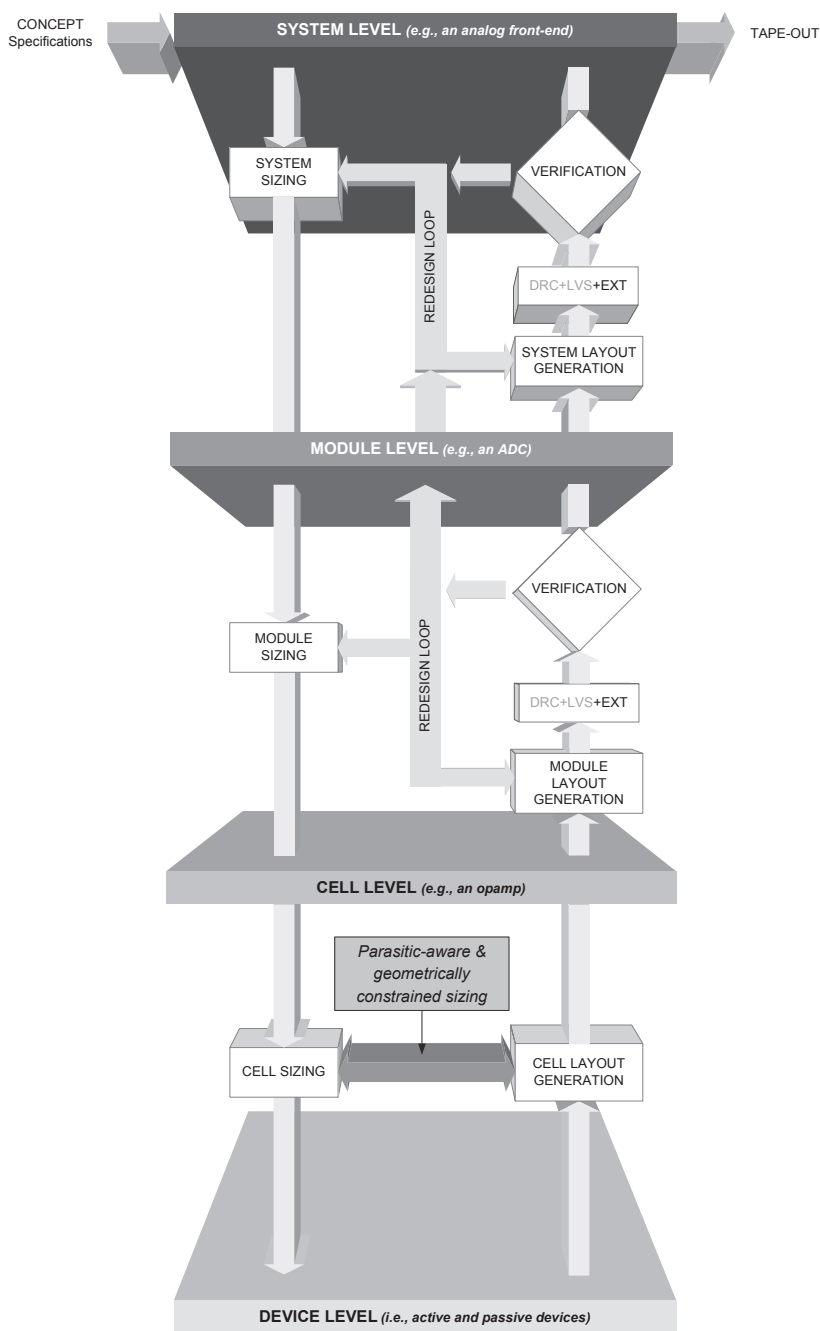 CONCEPT
Specifications
SYSTEM LEVEL (e.g., an analog front-end)
TAPE-OUT
SYSTEM
SIZING
VERIFICATION
REDESIGN LOOP
DRC+LVS+EXT
SYSTEM LAYOUT
GENERATION
MODULE LEVEL (e.g., an ADC)
VERIFICATION
MODULE
SIZING
REDESIGN LOOP
DRC+LVS+EXT
MODULE
LAYOUT
GENERATION
CELL LEVEL (e.g., an opamp)
Parasitic-aware &
geometrically
constrained sizing
CELL SIZING
CELL LAYOUT
GENERATION
DEVICE LEVEL (i.e., active and passive devices)